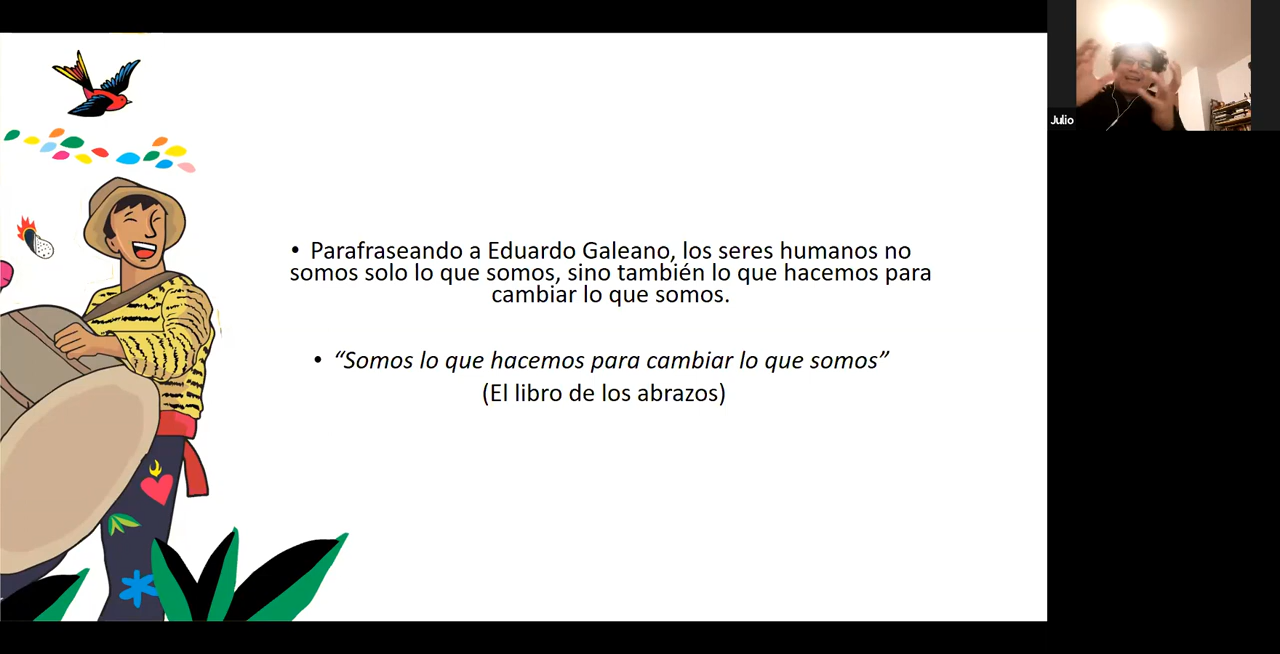 • Parafraseando a Eduardo Galeano, los seres humanos no
somos solo lo que somos, sino también lo que hacemos para
cambiar lo que somos.
• “Somos lo que hacemos para cambiar lo que somos”
(El libro de los abrazos)
Julio